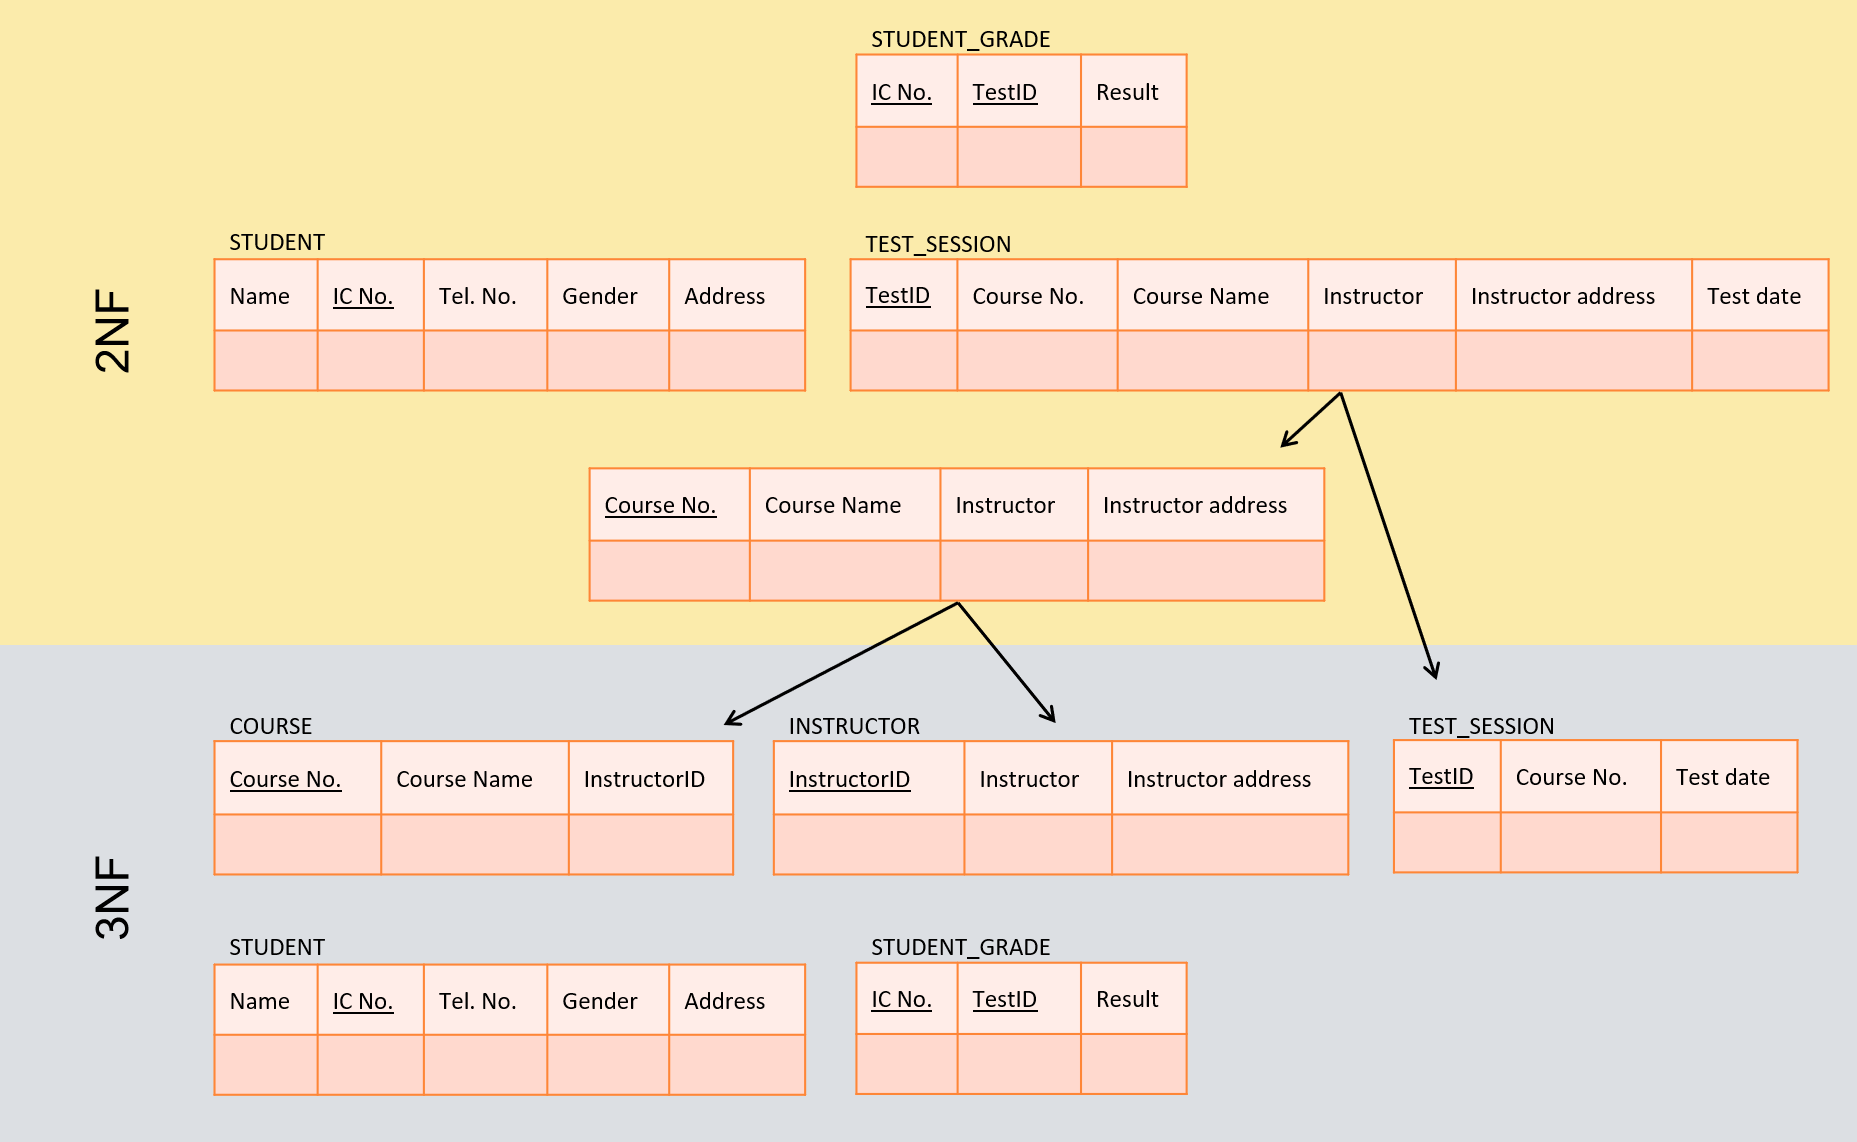 STUDENT_GRADE
IC No. TestID Result
2NF
STUDENT
Name IC No. Tel. No. Gender Address
TEST_SESSION
TestID Course No. Course Name Instructor Instructor address Test date
Course No. Course Name Instructor Instructor address
3NF
COURSE
Course No. Course Name InstructorID
INSTRUCTOR
InstructorID Instructor Instructor address
TEST_SESSION
TestID Course No. Test date
STUDENT
Name IC No. Tel. No. Gender Address
STUDENT_GRADE
IC No. TestID Result